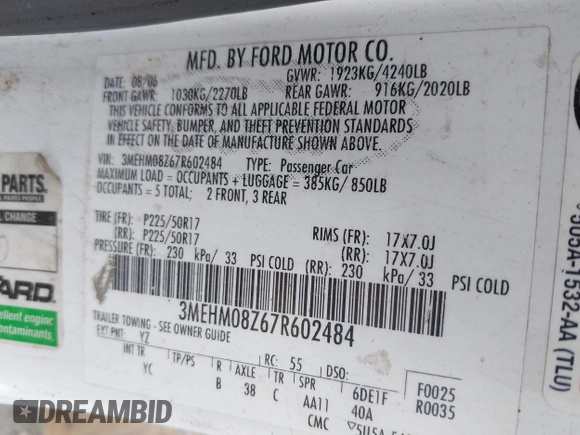 MFD. BY FORD MOTOR CO.
DATE: 08/06 GVWR: 1923KG/4240LB
FRONT GAWR: 1030KG/2270LB REAR GAWR: 916KG/2020LB
THIS VEHICLE CONFORMS TO ALL APPLICABLE FEDERAL MOTOR
VEHICLE SAFETY, BUMPER, AND THEFT PREVENTION STANDARDS
IN EFFECT ON THE DATE OF MANUFACTURE SHOWN ABOVE.
VIN: 3MEHM08Z67R602484 TYPE: Passenger Car
MAXIMUM LOAD = OCCUPANTS + LUGGAGE = 385KG/ 850LB
OCCUPANTS = 5 TOTAL; 2 FRONT, 3 REAR
TIRE (FR): P225/50R17 RIMS (FR): 17X7.0J
(RR): P225/50R17 (RR): 17X7.0J
PRESSURE (FR): 230 kPa/ 33 PSI COLD (RR): 230 kPa/ 33 PSI COLD
3MEHM08Z67R602484
TRAILER TOWING - SEE OWNER GUIDE
EXT PNT: YZ RC: 55 DSO:
INT TR TP/PS R AXLE TR SPR 6DE1F F0025
YC B 38 C AA11 40A R0035
CMC
PARTS.
L CHANGE
ARD
cellent engine
contaminants
1532-AA (7LU)
DREAMBID